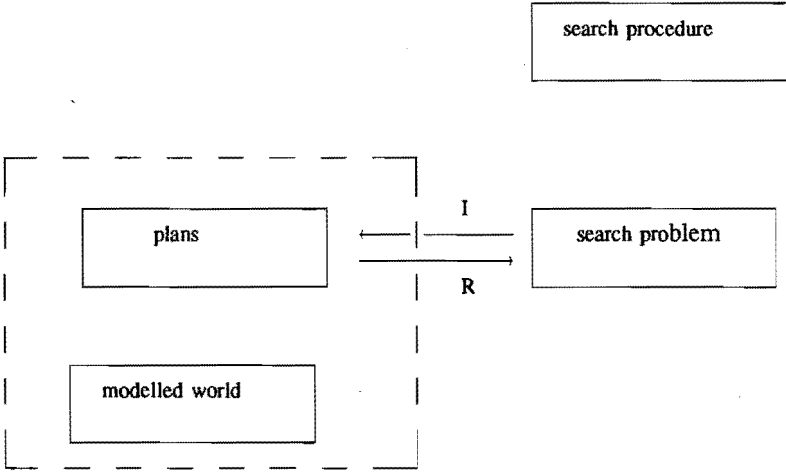 search procedure
I
plans
search problem
R
modelled world